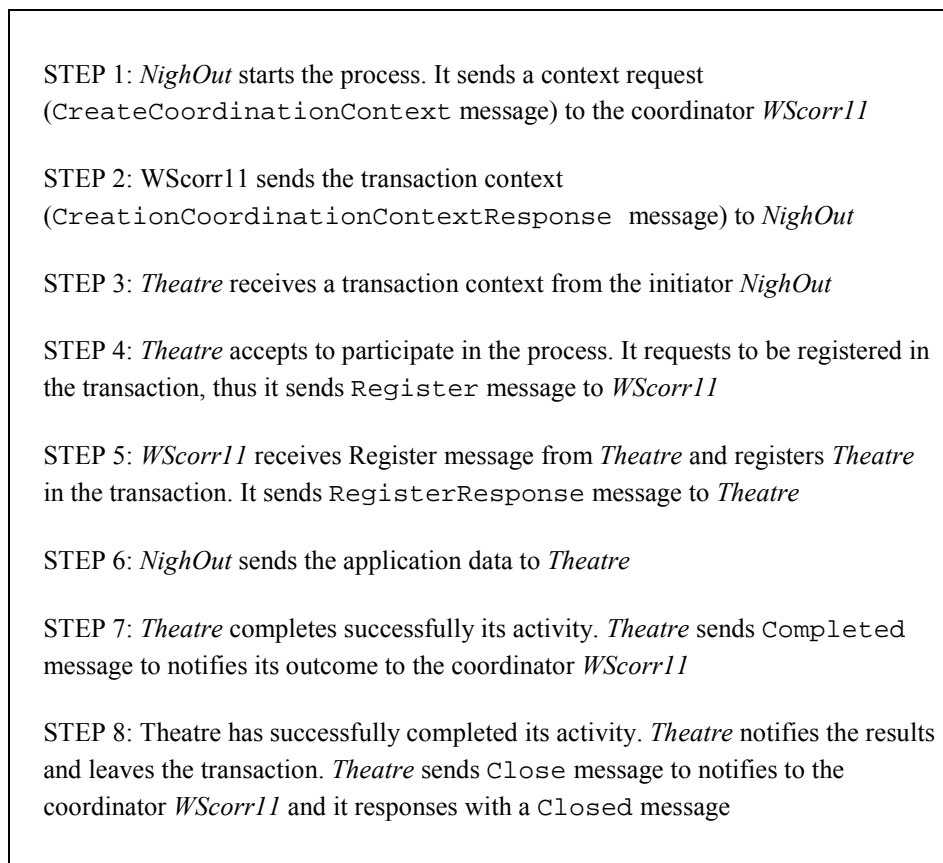 STEP 1: NighOut starts the process. It sends a context request
(CreateCoordinationContext message) to the coordinator WScorr11
STEP 2: WScorr11 sends the transaction context
(CreationCoordinationContextResponse message) to NighOut
STEP 3: Theatre receives a transaction context from the initiator NighOut
STEP 4: Theatre accepts to participate in the process. It requests to be registered in
the transaction, thus it sends Register message to WScorr11
STEP 5: WScorr11 receives Register message from Theatre and registers Theatre
in the transaction. It sends RegisterResponse message to Theatre
STEP 6: NighOut sends the application data to Theatre
STEP 7: Theatre completes successfully its activity. Theatre sends Completed
message to notifies its outcome to the coordinator WScorr11
STEP 8: Theatre has successfully completed its activity. Theatre notifies the results
and leaves the transaction. Theatre sends Close message to notifies to the
coordinator WScorr11 and it responses with a Closed message